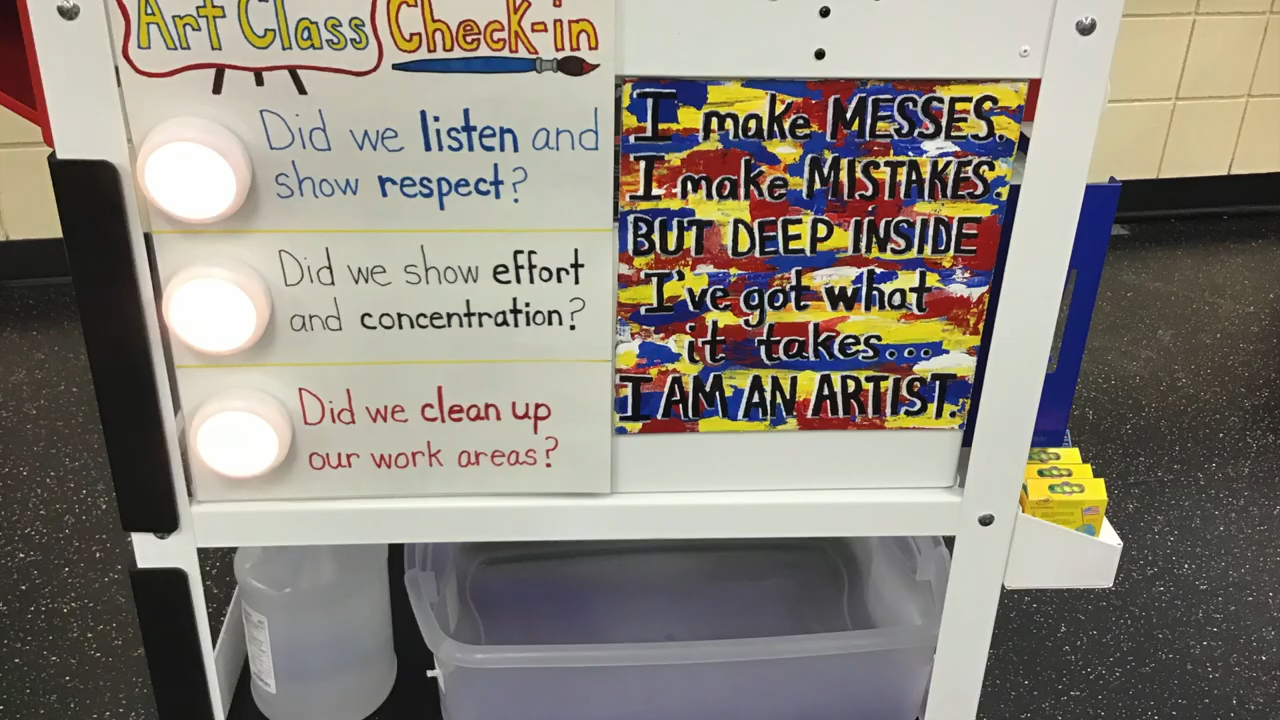 Art Class Check-in
Did we listen and
show respect?
Did we show effort
and concentration?
Did we clean up
our work areas?
I make MESSES.
I make MISTAKES.
BUT DEEP INSIDE
I've got what
it takes...
I AM AN ARTIST.